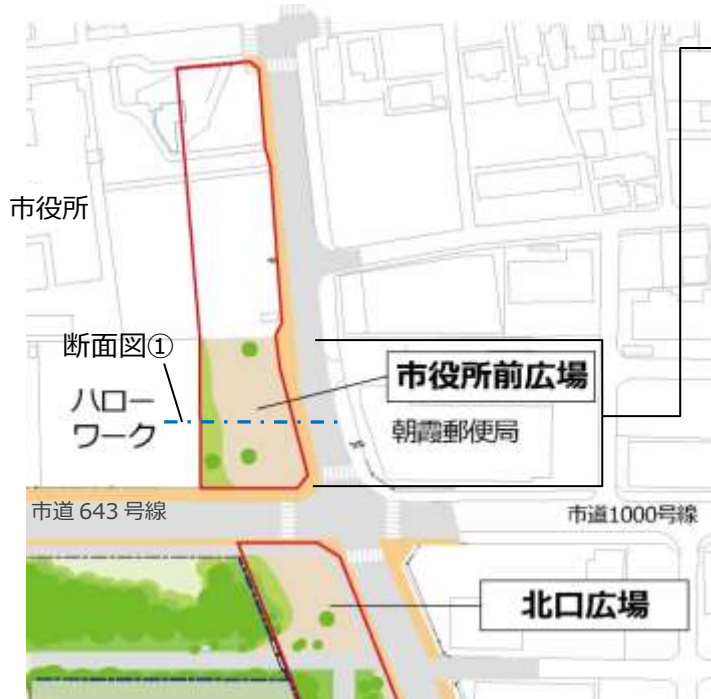 市役所
断面図①
市役所前広場
ハロー
ワーク
朝霞郵便局
市道 643 号線
市道1000号線
北口広場